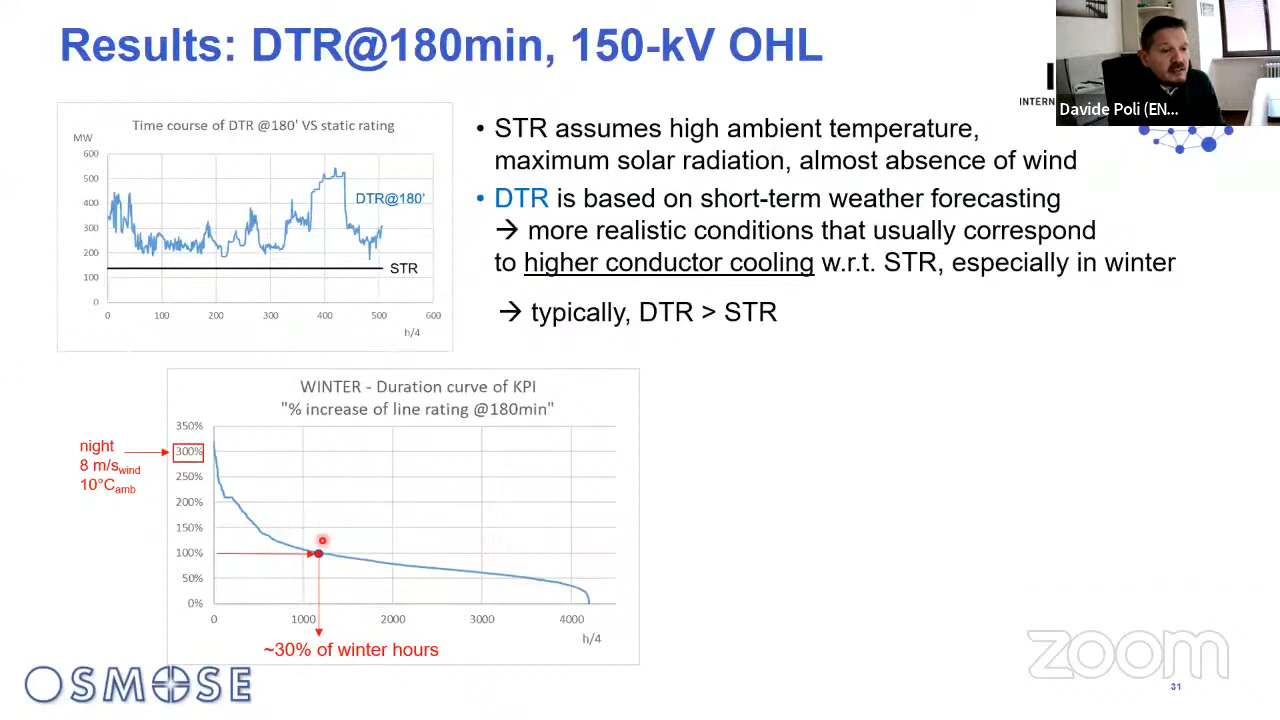 Results: DTR@180min, 150-kV OHL
INTERN
Davide Poli (EN...
Time course of DTR @180' VS static rating
MW
600
500
400
300
200
100
0
DTR@180'
STR
0 100 200 300 400 500 600
h/4
• STR assumes high ambient temperature,
maximum solar radiation, almost absence of wind
• DTR is based on short-term weather forecasting
→ more realistic conditions that usually correspond
to higher conductor cooling w.r.t. STR, especially in winter
→ typically, DTR > STR
WINTER - Duration curve of KPI
"% increase of line rating @180min"
350%
300%
250%
200%
150%
100%
50%
0%
0 1000 2000 3000 4000
h/4
night
8 m/swind
10°Camb
~30% of winter hours
OSMOSE
zoom
31